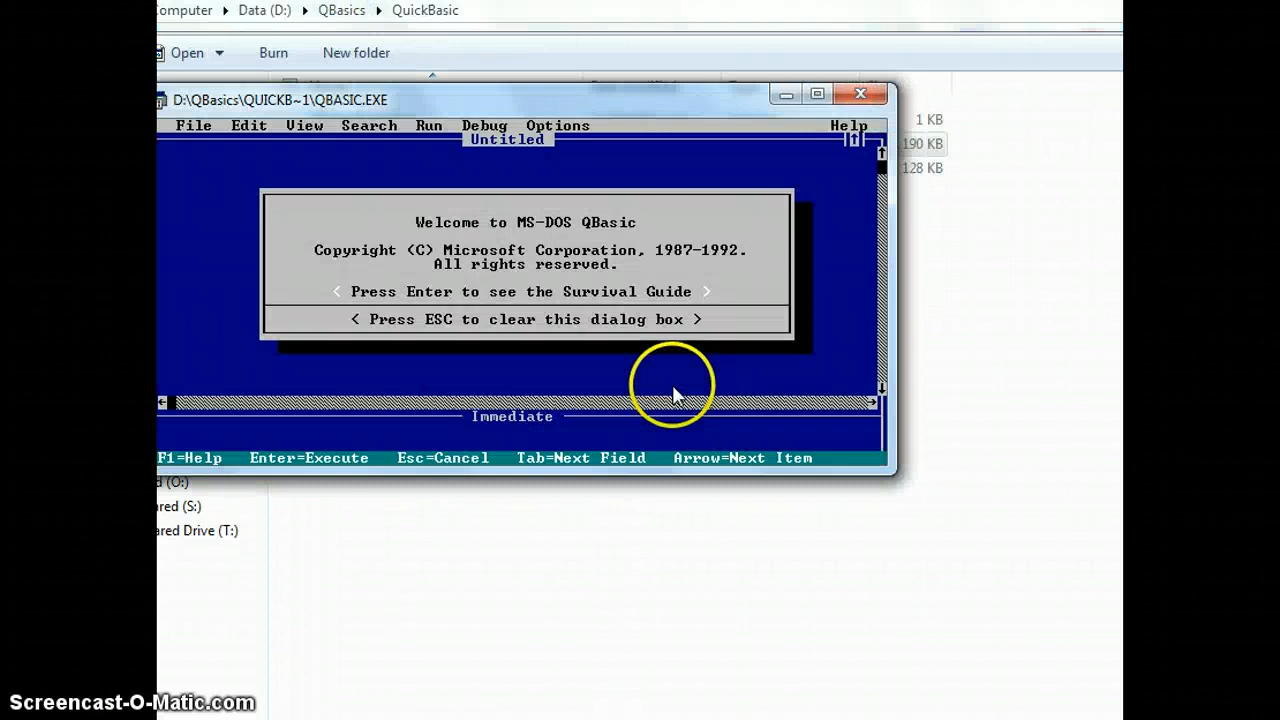 Computer ▸ Data (D:) ▸ QBasics ▸ QuickBasic
Open Burn New folder
D:\QBasics\QUICKB~1\QBASIC.EXE
File Edit View Search Run Debug Options Help
Untitled
1 KB
190 KB
128 KB
Welcome to MS-DOS QBasic
Copyright (C) Microsoft Corporation, 1987-1992.
All rights reserved.
< Press Enter to see the Survival Guide >
< Press ESC to clear this dialog box >
Immediate
F1=Help Enter=Execute Esc=Cancel Tab=Next Field Arrow=Next Item
d (O:)
ared (S:)
ared Drive (T:)
Screencast-O-Matic.com